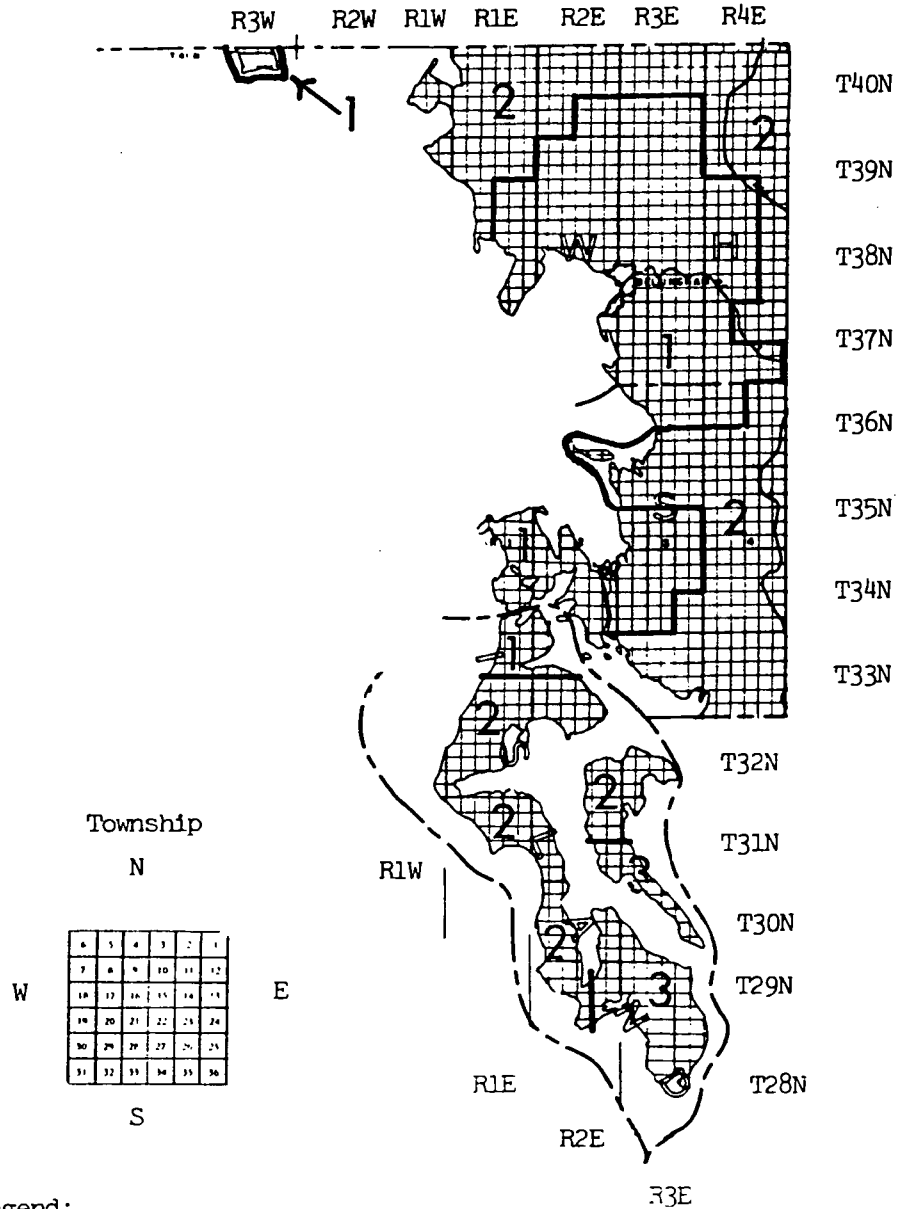 R3W R2W R1W R1E R2E R3E R4E
1
2
2
T40N
T39N
W H
T38N
BELLINGHAM
1
T37N
T36N
S
2
T35N
1
T34N
1
T33N
2
2
T32N
2
T31N
3
T30N
2
3
T29N
T28N
R1W
R1E
R2E
R3E
Township
N
W E
S
6 5 4 3 2 1
7 8 9 10 11 12
18 17 16 15 14 13
19 20 21 22 23 24
30 29 28 27 26 25
31 32 33 34 35 36
gend: